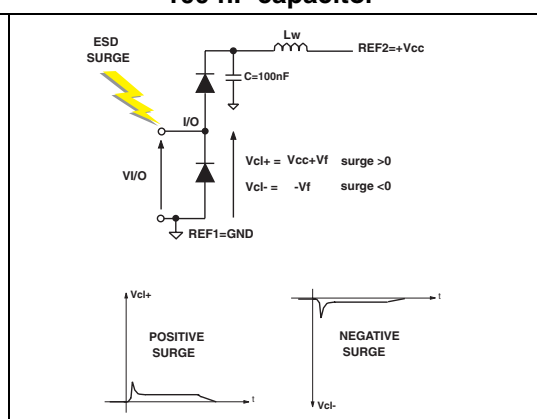 100 nF capacitor
ESD
SURGE
Lw
REF2=+Vcc
C=100nF
I/O
VI/O
Vcl+ = Vcc+Vf surge >0
Vcl- = -Vf surge <0
REF1=GND
Vcl+
POSITIVE
SURGE
t
t
NEGATIVE
SURGE
Vcl-